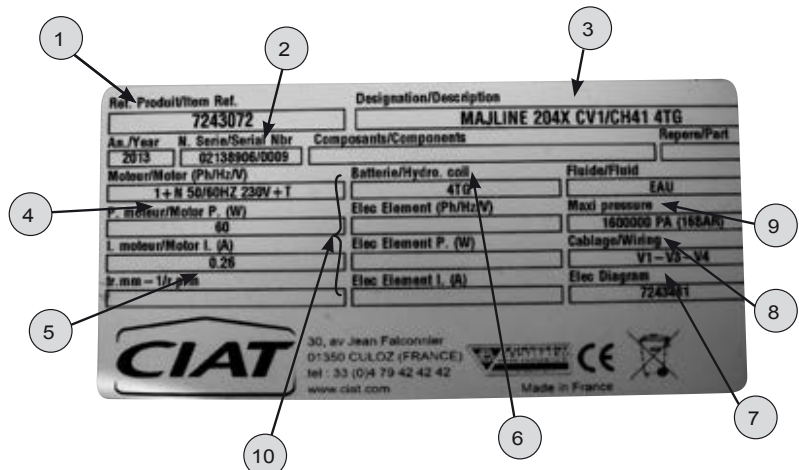 1
2
3
Ref. Produit/Item Ref.
Designation/Description
7243072
MAJLINE 204X CV1/CH41 4TG
An./Year
N. Serie/Serial Nbr
Composants/Components
Repere/Part
2013
02138906/0009
Moteur/Motor (Ph/Hz/V)
Batterie/Hydro. coil
Fluide/Fluid
1+N 50/60HZ 230V+T
4TG
EAU
4
P. moteur/Motor P. (W)
Elec Element (Ph/Hz/V)
Maxi pressure
9
60
1600000 PA (16BAR)
I. moteur/Motor I. (A)
Elec Element P. (W)
Cablage/Wiring
0.26
V1-V3-V4
8
5
tr.mm-1/r.
Elec Element I. (A)
Elec Diagram
7243461
CIAT
30, av Jean Falconnier
01350 CULOZ (FRANCE)
tel : 33 (0)4 79 42 42 42
www.ciat.com
CE
Made in France
7
10
6